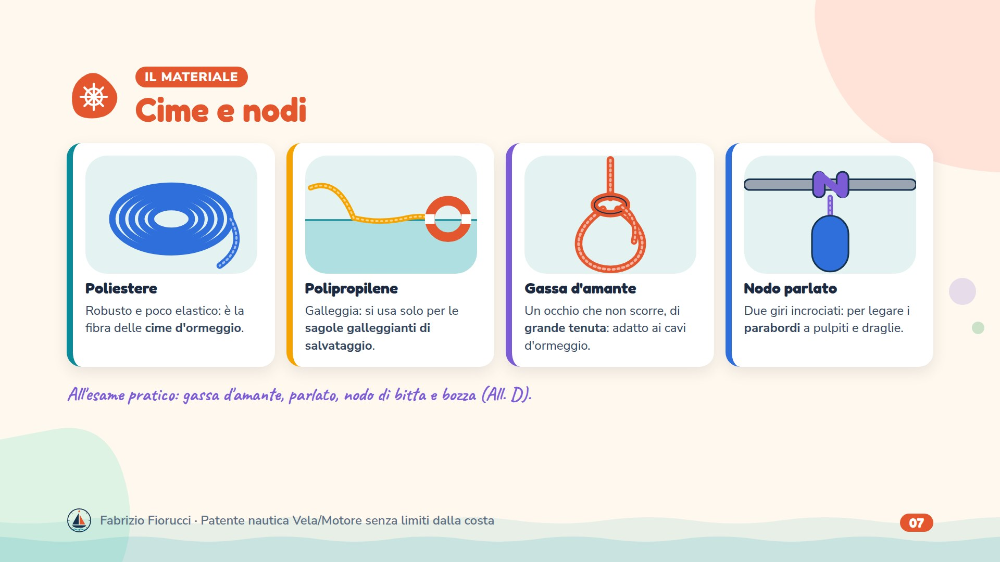 IL MATERIALE
Cime e nodi
Poliestere
Robusto e poco elastico: è la
fibra delle cime d'ormeggio.
Polipropilene
Galleggia: si usa solo per le
sagole galleggianti di
salvataggio.
Gassa d'amante
Un occhio che non scorre, di
grande tenuta: adatto ai cavi
d'ormeggio.
Nodo parlato
Due giri incrociati: per legare i
parabordi a pulpiti e draglie.
All'esame pratico: gassa d'amante, parlato, nodo di bitta e bozza (All. D).
Fabrizio Fiorucci · Patente nautica Vela/Motore senza limiti dalla costa
07